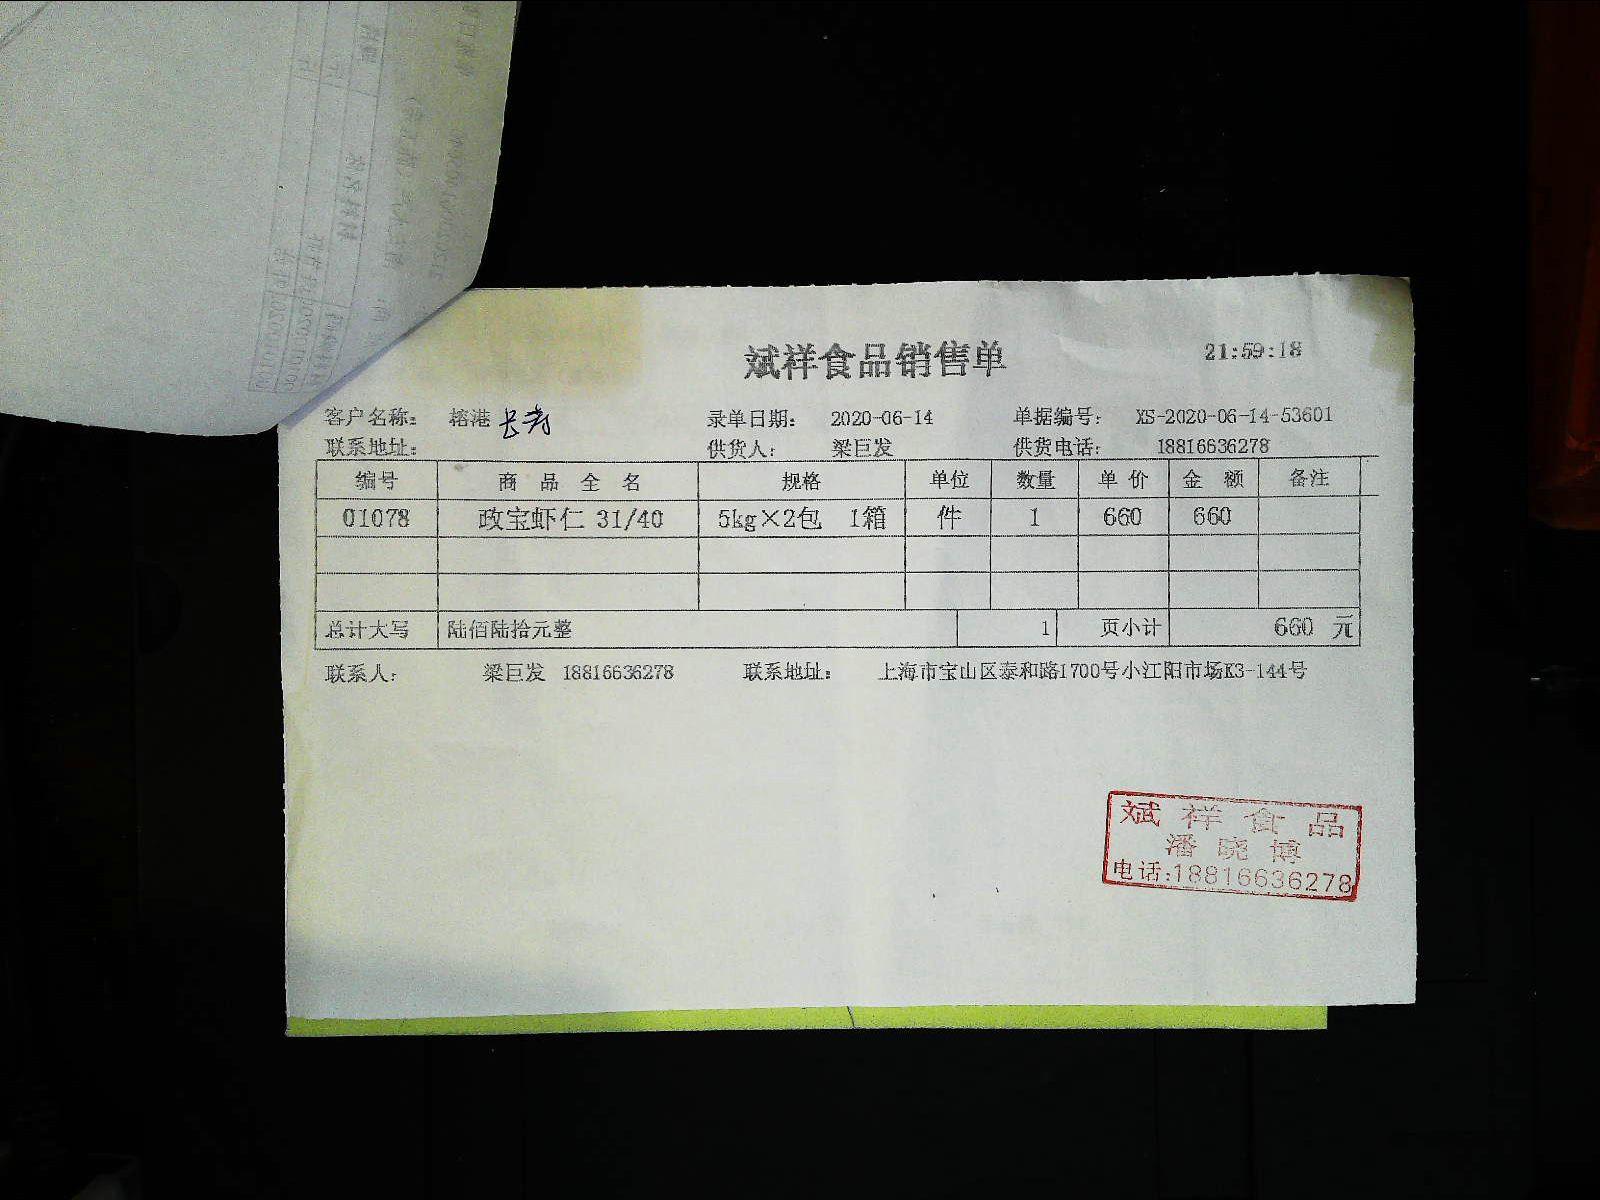 斌祥食品销售单 21:59:18
客户名称: 榕港 长寿 录单日期: 2020-06-14 单据编号: XS-2020-06-14-53601
联系地址: 供货人: 梁巨发 供货电话: 18816636278
编号 商品全名 规格 单位 数量 单价 金额 备注
01078 政宝虾仁 31/40 5kg×2包 1箱 件 1 660 660
总计大写 陆佰陆拾元整 1 页小计 660 元
联系人: 梁巨发 18816636278 联系地址: 上海市宝山区泰和路1700号小江阳市场K3-144号
斌祥食品
潘晓博
电话:18816636278